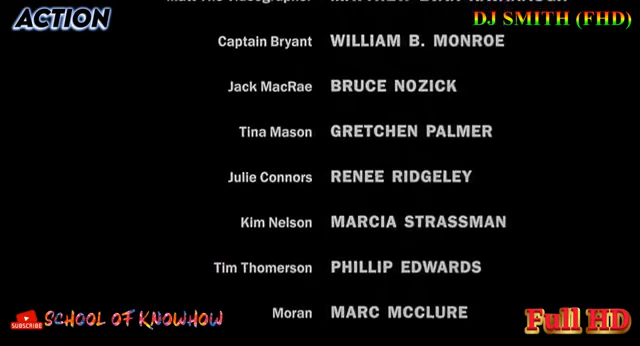 ACTION
DJ SMITH (FHD)
Captain Bryant WILLIAM B. MONROE
Jack MacRae BRUCE NOZICK
Tina Mason GRETCHEN PALMER
Julie Connors RENEE RIDGELEY
Kim Nelson MARCIA STRASSMAN
Tim Thomerson PHILLIP EDWARDS
Moran MARC MCCLURE
SUBSCRIBE SCHOOL OF KNOWHOW
Full HD